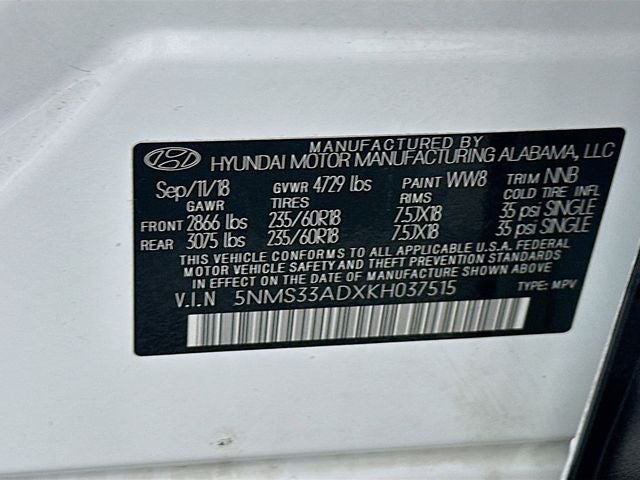 MANUFACTURED BY
HYUNDAI MOTOR MANUFACTURING ALABAMA, LLC
Sep/11/18 GVWR 4729 lbs PAINT WW8 TRIM NNB
GAWR TIRES RIMS COLD TIRE INFL
FRONT 2866 lbs 235/60R18 7.5JX18 35 psi SINGLE
REAR 3075 lbs 235/60R18 7.5JX18 35 psi SINGLE
THIS VEHICLE CONFORMS TO ALL APPLICABLE U.S.A. FEDERAL
MOTOR VEHICLE SAFETY AND THEFT PREVENTION STANDARDS
IN EFFECT ON THE DATE OF MANUFACTURE SHOWN ABOVE.
V.I.N 5NMS33ADXKH037515 TYPE: MPV